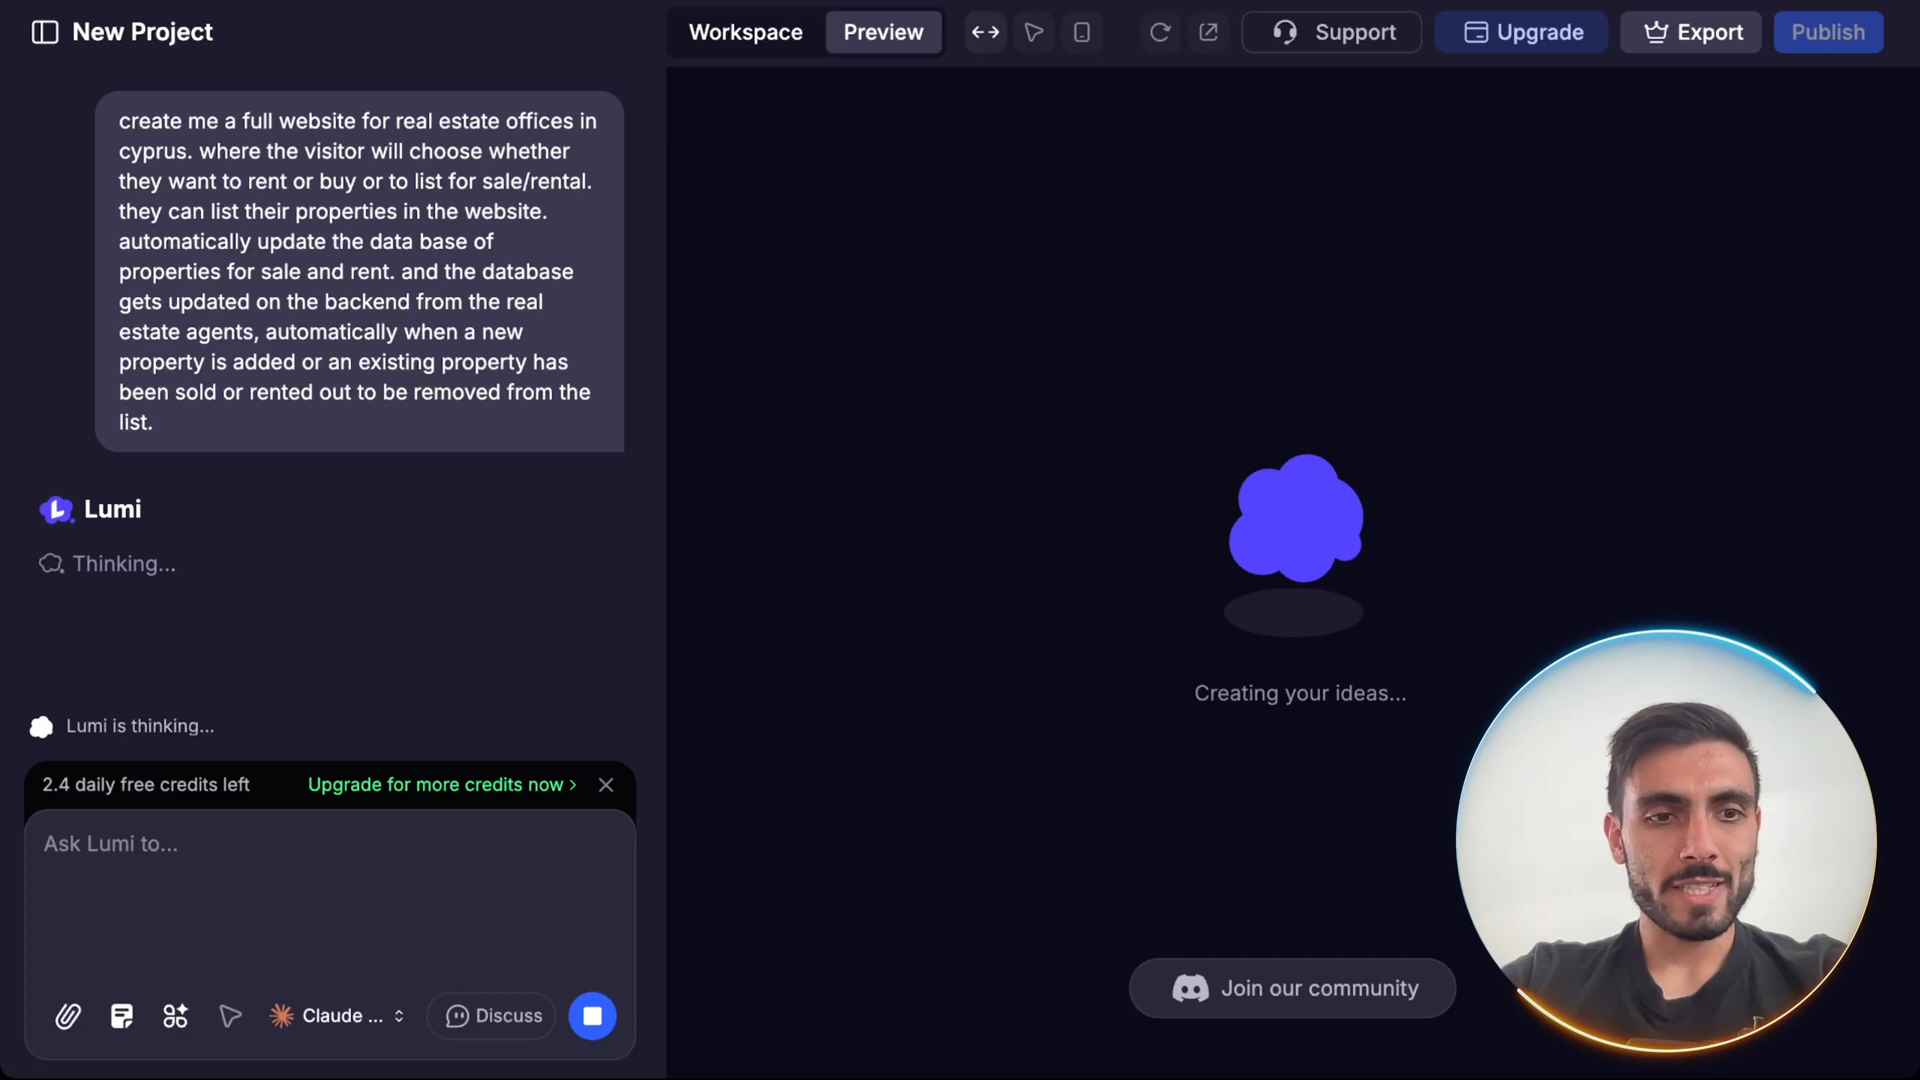 New Project
Workspace
Preview
Support
Upgrade
Export
Publish
create me a full website for real estate offices in
cyprus. where the visitor will choose whether
they want to rent or buy or to list for sale/rental.
they can list their properties in the website.
automatically update the data base of
properties for sale and rent. and the database
gets updated on the backend from the real
estate agents, automatically when a new
property is added or an existing property has
been sold or rented out to be removed from the
list.
Lumi
Thinking...
Creating your ideas...
Lumi is thinking...
2.4 daily free credits left
Upgrade for more credits now >
Ask Lumi to...
Claude ...
Discuss
Join our community